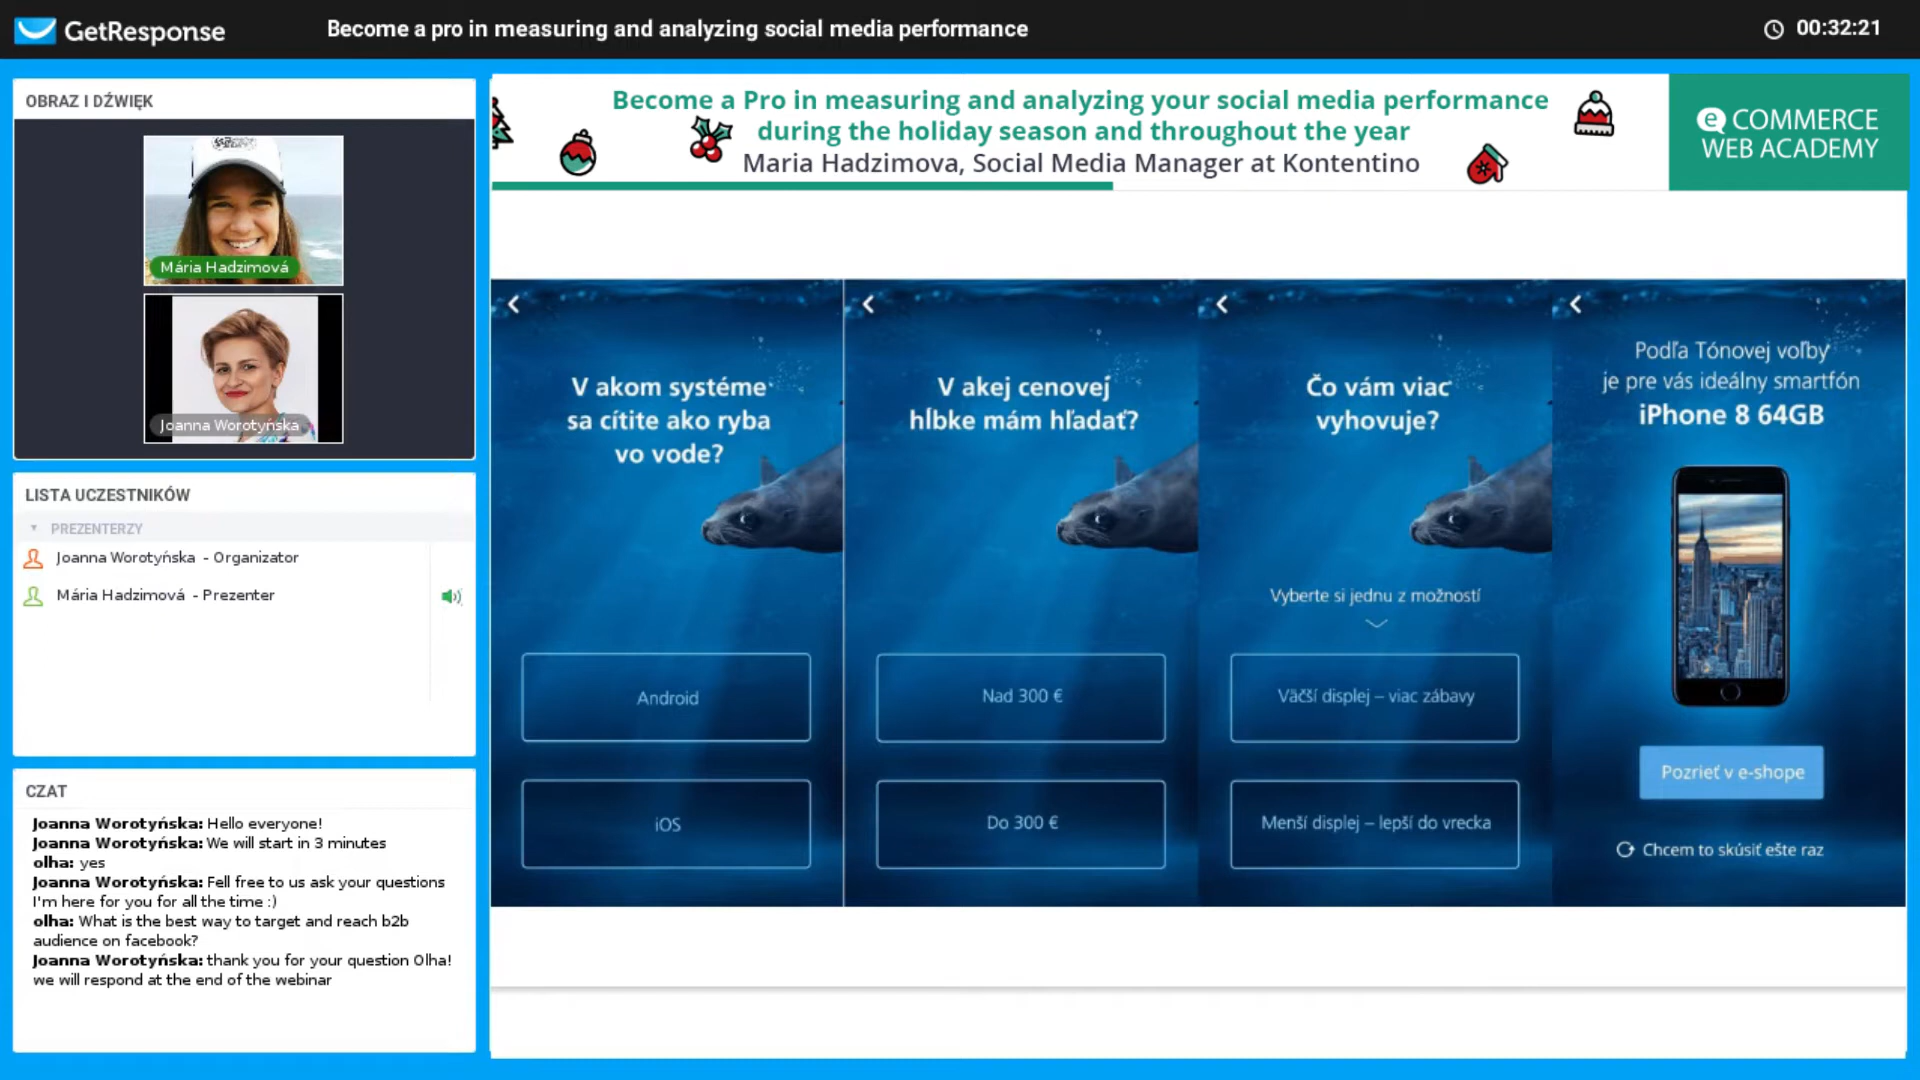 GetResponse
Become a pro in measuring and analyzing social media performance
00:32:21
OBRAZ I DŹWIĘK
Mária Hadzimová
Joanna Worotyńska
LISTA UCZESTNIKÓW
PREZENTERZY
Joanna Worotyńska - Organizator
Mária Hadzimová - Prezenter
CZAT
Joanna Worotyńska: Hello everyone!
Joanna Worotyńska: We will start in 3 minutes
olha: yes
Joanna Worotyńska: Fell free to us ask your questions
I'm here for you for all the time :)
olha: What is the best way to target and reach b2b
audience on facebook?
Joanna Worotyńska: thank you for your question Olha!
we will respond at the end of the webinar
Become a Pro in measuring and analyzing your social media performance
during the holiday season and throughout the year
Maria Hadzimova, Social Media Manager at Kontentino
e COMMERCE
WEB ACADEMY
V akom systéme
sa cítite ako ryba
vo vode?
Android
iOS
V akej cenovej
hĺbke mám hľadať?
Nad 300 €
Do 300 €
Čo vám viac
vyhovuje?
Vyberte si jednu z možností
Väčší displej – viac zábavy
Menší displej – lepší do vrecka
Podľa Tónovej voľby
je pre vás ideálny smartfón
iPhone 8 64GB
Pozrieť v e-shope
Chcem to skúsiť ešte raz